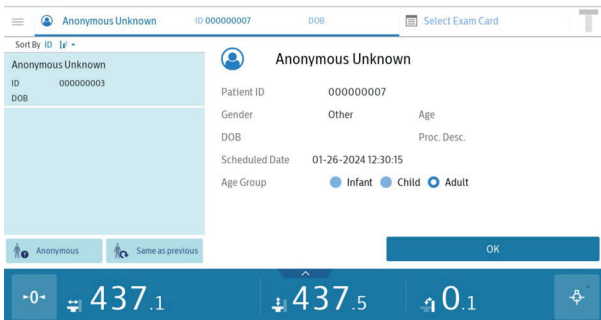 Anonymous Unknown ID 000000007 DOB Select Exam Card
Sort By ID
Anonymous Unknown
ID 000000003
DOB
Anonymous Unknown
Patient ID 000000007
Gender Other Age
DOB Proc. Desc.
Scheduled Date 01-26-2024 12:30:15
Age Group Infant Child Adult
Anonymous Same as previous OK
0 437.1 437.5 0.1
T